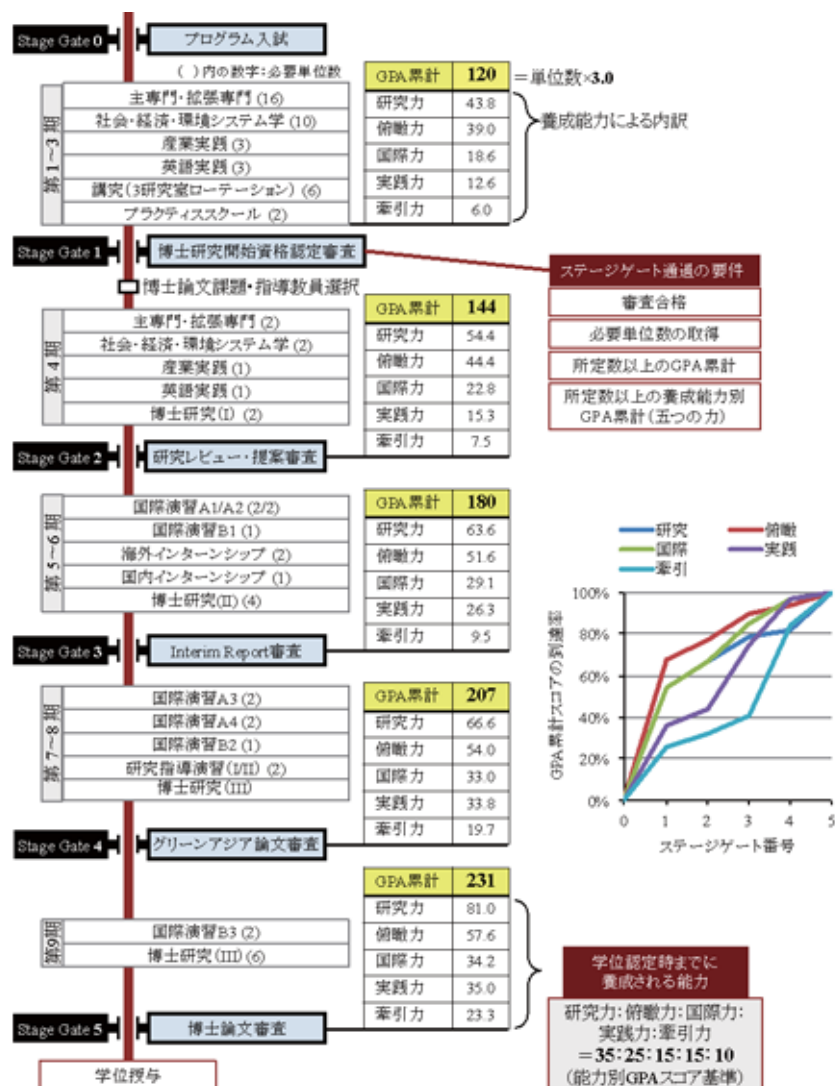 Stage Gate 0
プログラム入試
( )内の数字:必要単位数
第1~3期
主専門・拡張専門 (16)
社会・経済・環境システム学 (10)
産業実践 (3)
英語実践 (3)
講究(3研究室ローテーション) (6)
プラクティススクール (2)
GPA累計 120 =単位数×3.0
研究力 43.8
俯瞰力 39.0
国際力 18.6
実践力 12.6
牽引力 6.0
養成能力による内訳
Stage Gate 1
博士研究開始資格認定審査
博士論文課題・指導教員選択
ステージゲート通過の要件
審査合格
必要単位数の取得
所定数以上のGPA累計
所定数以上の養成能力別
GPA累計(五つの力)
第4期
主専門・拡張専門 (2)
社会・経済・環境システム学 (2)
産業実践 (1)
英語実践 (1)
博士研究(I) (2)
GPA累計 144
研究力 54.4
俯瞰力 44.4
国際力 22.8
実践力 15.3
牽引力 7.5
Stage Gate 2
研究レビュー・提案審査
第5~6期
国際演習A1/A2 (2/2)
国際演習B1 (1)
海外インターンシップ (2)
国内インターンシップ (1)
博士研究(II) (4)
GPA累計 180
研究力 63.6
俯瞰力 51.6
国際力 29.1
実践力 26.3
牽引力 9.5
Stage Gate 3
Interim Report審査
研究
俯瞰
国際
実践
牽引
GPA累計スコアの到達率
100%
80%
60%
40%
20%
0%
0 1 2 3 4 5
ステージゲート番号
第7~8期
国際演習A3 (2)
国際演習A4 (2)
国際演習B2 (1)
研究指導演習(I/II) (2)
博士研究(III)
GPA累計 207
研究力 66.6
俯瞰力 54.0
国際力 33.0
実践力 33.8
牽引力 19.7
Stage Gate 4
グリーンアジア論文審査
第9期
国際演習B3 (2)
博士研究(III) (6)
GPA累計 231
研究力 81.0
俯瞰力 57.6
国際力 34.2
実践力 35.0
牽引力 23.3
学位認定時までに
養成される能力
研究力:俯瞰力:国際力:
実践力:牽引力
=35:25:15:15:10
(能力別GPAスコア基準)
Stage Gate 5
博士論文審査
学位授与